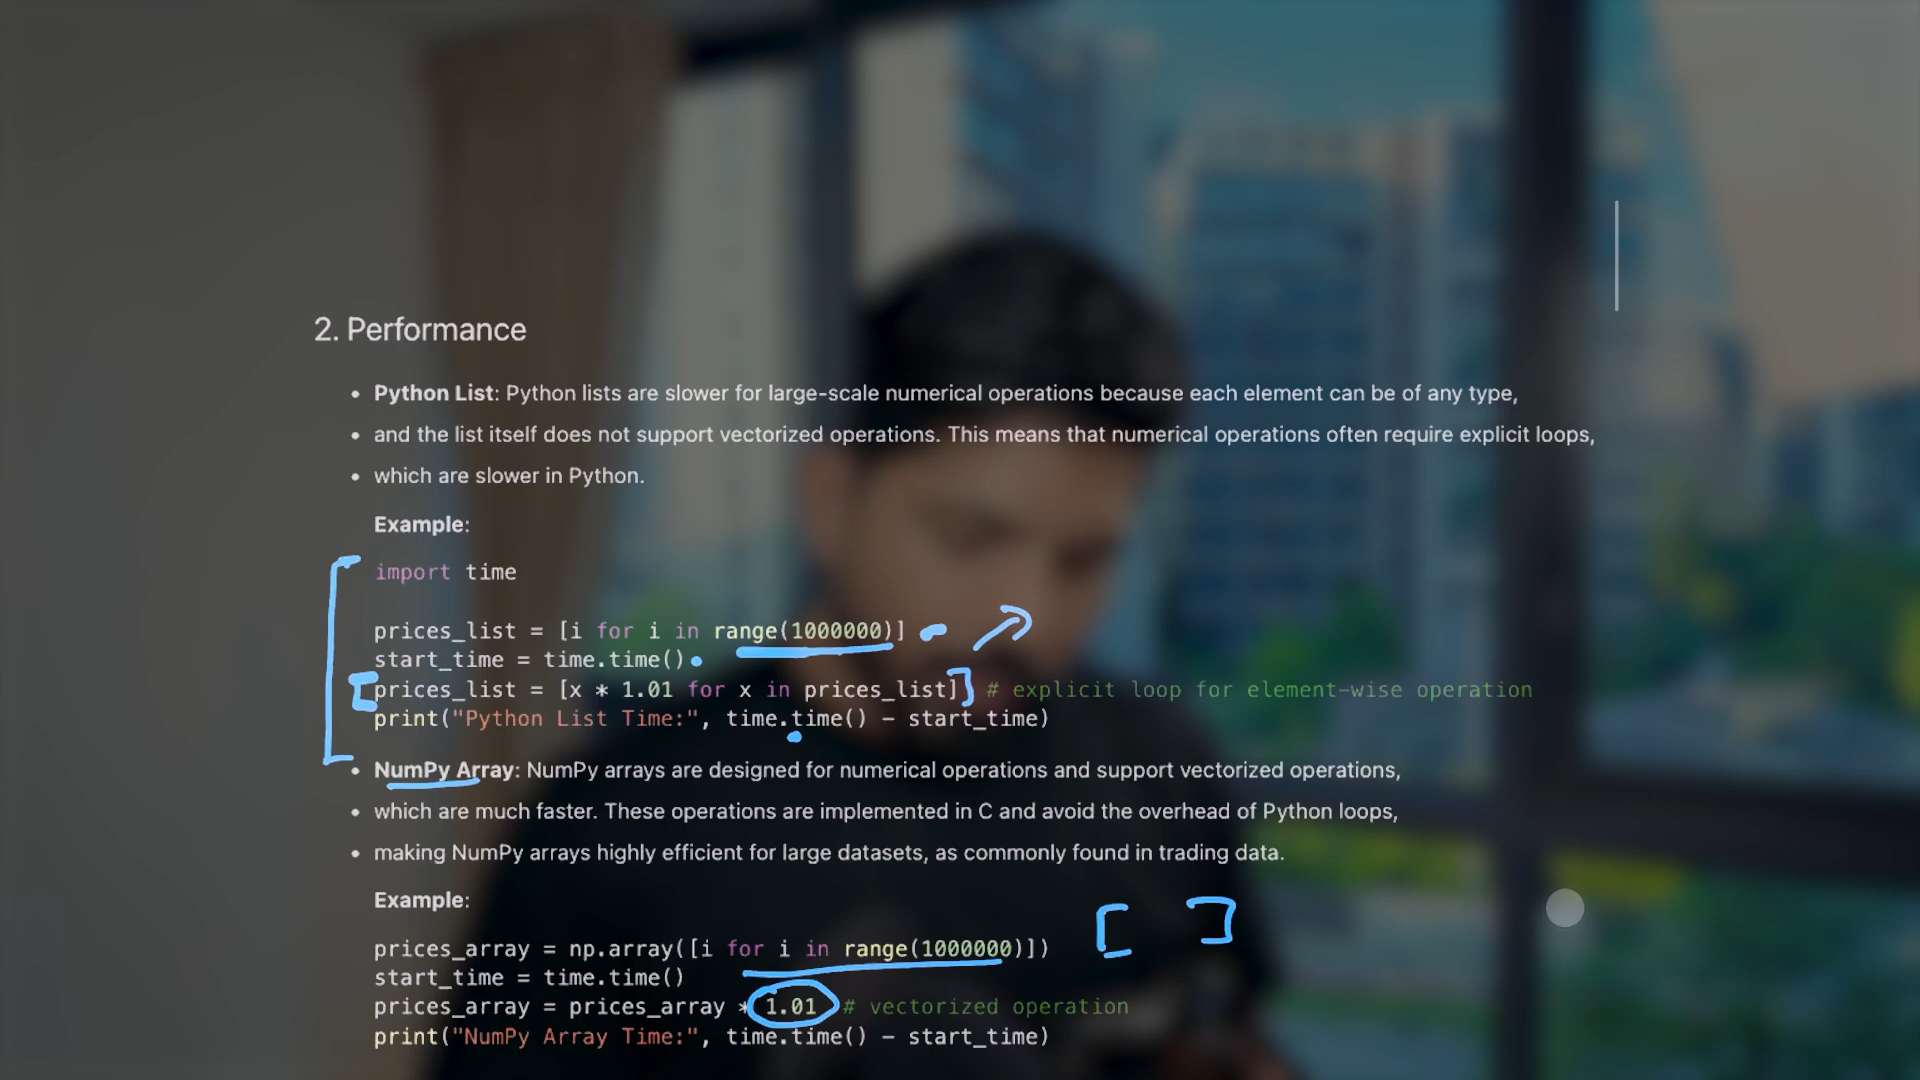 2. Performance
• Python List: Python lists are slower for large-scale numerical operations because each element can be of any type,
• and the list itself does not support vectorized operations. This means that numerical operations often require explicit loops,
• which are slower in Python.
Example:
import time
prices_list = [i for i in range(1000000)]
start_time = time.time()
prices_list = [x * 1.01 for x in prices_list] # explicit loop for element-wise operation
print("Python List Time:", time.time() - start_time)
• NumPy Array: NumPy arrays are designed for numerical operations and support vectorized operations,
• which are much faster. These operations are implemented in C and avoid the overhead of Python loops,
• making NumPy arrays highly efficient for large datasets, as commonly found in trading data.
Example:
prices_array = np.array([i for i in range(1000000)])
start_time = time.time()
prices_array = prices_array * 1.01 # vectorized operation
print("NumPy Array Time:", time.time() - start_time)